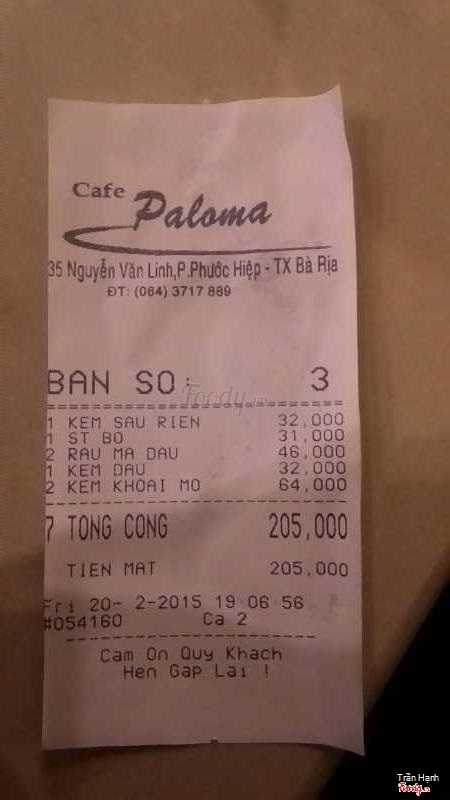 Cafe Paloma
35 Nguyễn Văn Linh,P.Phước Hiệp - TX Bà Rịa
ĐT: (064) 3717 889
BAN SO: 3
Foody.vn
1 KEM SAU RIEN 32,000
1 ST BO 31,000
2 RAU MA DAU 46,000
1 KEM DAU 32,000
2 KEM KHOAI MO 64,000
7 TONG CONG 205,000
TIEN MAT 205,000
Fri 20- 2-2015 19:06:56
#054160 Ca 2
Cam On Quy Khach
Hen Gap Lai !
Trần Hạnh
Foody.vn